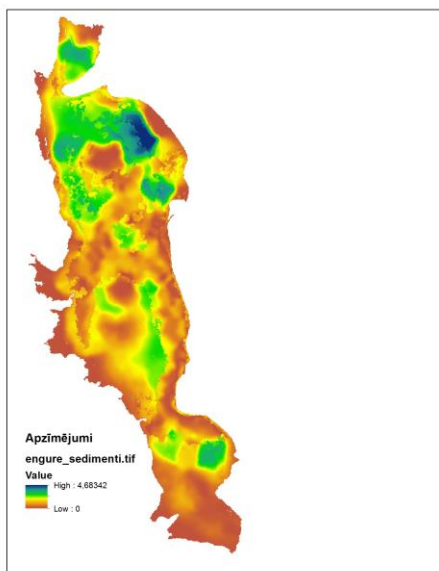 Apzīmējumi
engure_sedimenti.tif
Value
High : 4,68342
Low : 0